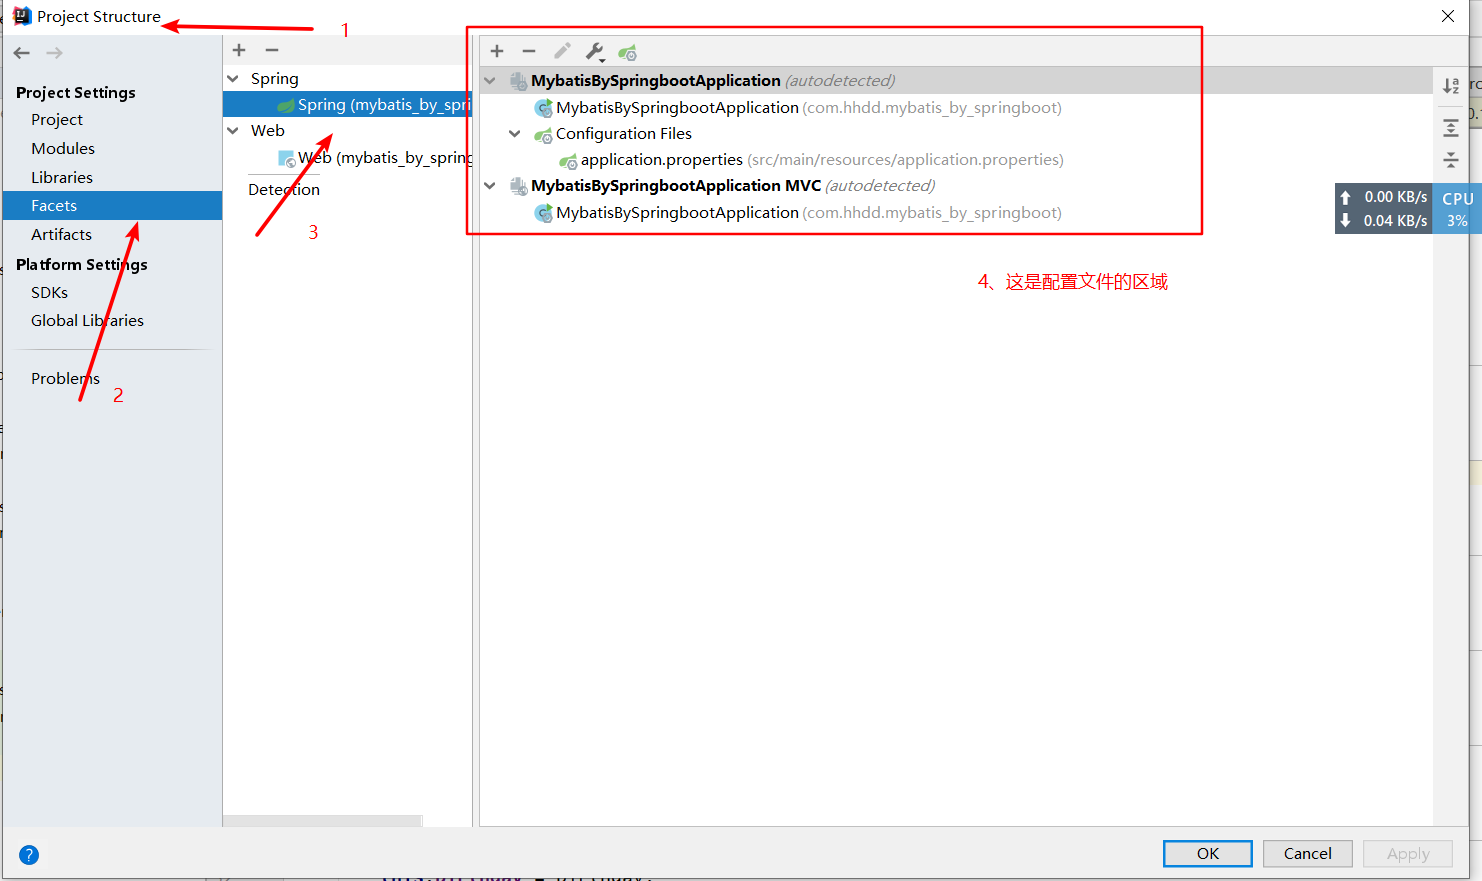 Project Structure
1
Project Settings
Project
Modules
Libraries
Facets
Artifacts
Platform Settings
SDKs
Global Libraries
Problems
2
Spring
Spring (mybatis_by_spri
Web
Web (mybatis_by_spring
Detection
3
MybatisBySpringbootApplication (autodetected)
MybatisBySpringbootApplication (com.hhdd.mybatis_by_springboot)
Configuration Files
application.properties (src/main/resources/application.properties)
MybatisBySpringbootApplication MVC (autodetected)
MybatisBySpringbootApplication (com.hhdd.mybatis_by_springboot)
4、这是配置文件的区域
0.00 KB/s
0.04 KB/s
CPU
3%
?
OK
Cancel
Apply